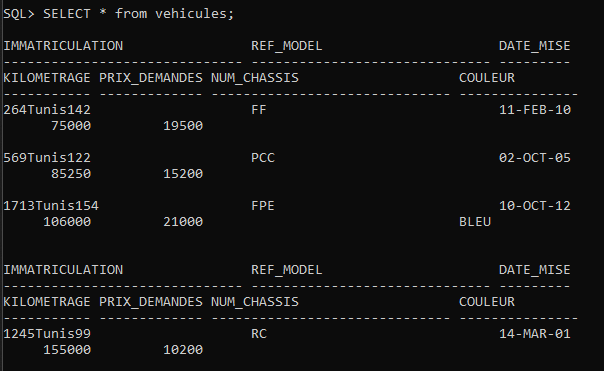 SQL> SELECT * from vehicules;
IMMATRICULATION REF_MODEL DATE_MISE
------------------------------ ------------------------------ ---------
KILOMETRAGE PRIX_DEMANDES NUM_CHASSIS COULEUR
----------- ------------- ------------------------------ ---------------
264Tunis142 FF 11-FEB-10
75000 19500
569Tunis122 PCC 02-OCT-05
85250 15200
1713Tunis154 FPE 10-OCT-12
106000 21000 BLEU
IMMATRICULATION REF_MODEL DATE_MISE
------------------------------ ------------------------------ ---------
KILOMETRAGE PRIX_DEMANDES NUM_CHASSIS COULEUR
----------- ------------- ------------------------------ ---------------
1245Tunis99 RC 14-MAR-01
155000 10200